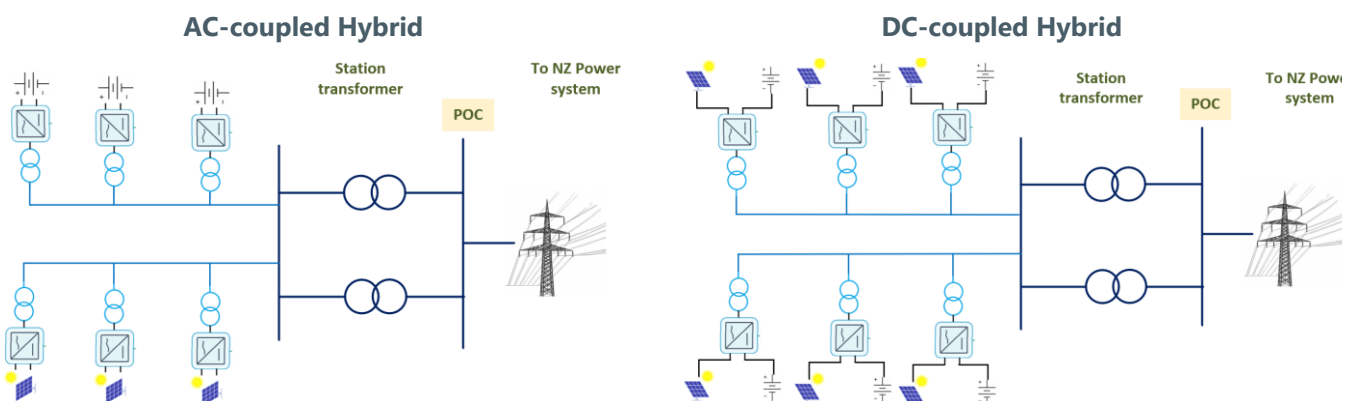 AC-coupled Hybrid
Station
transformer
To NZ Power
system
POC
DC-coupled Hybrid
Station
transformer
To NZ Powe
system
POC